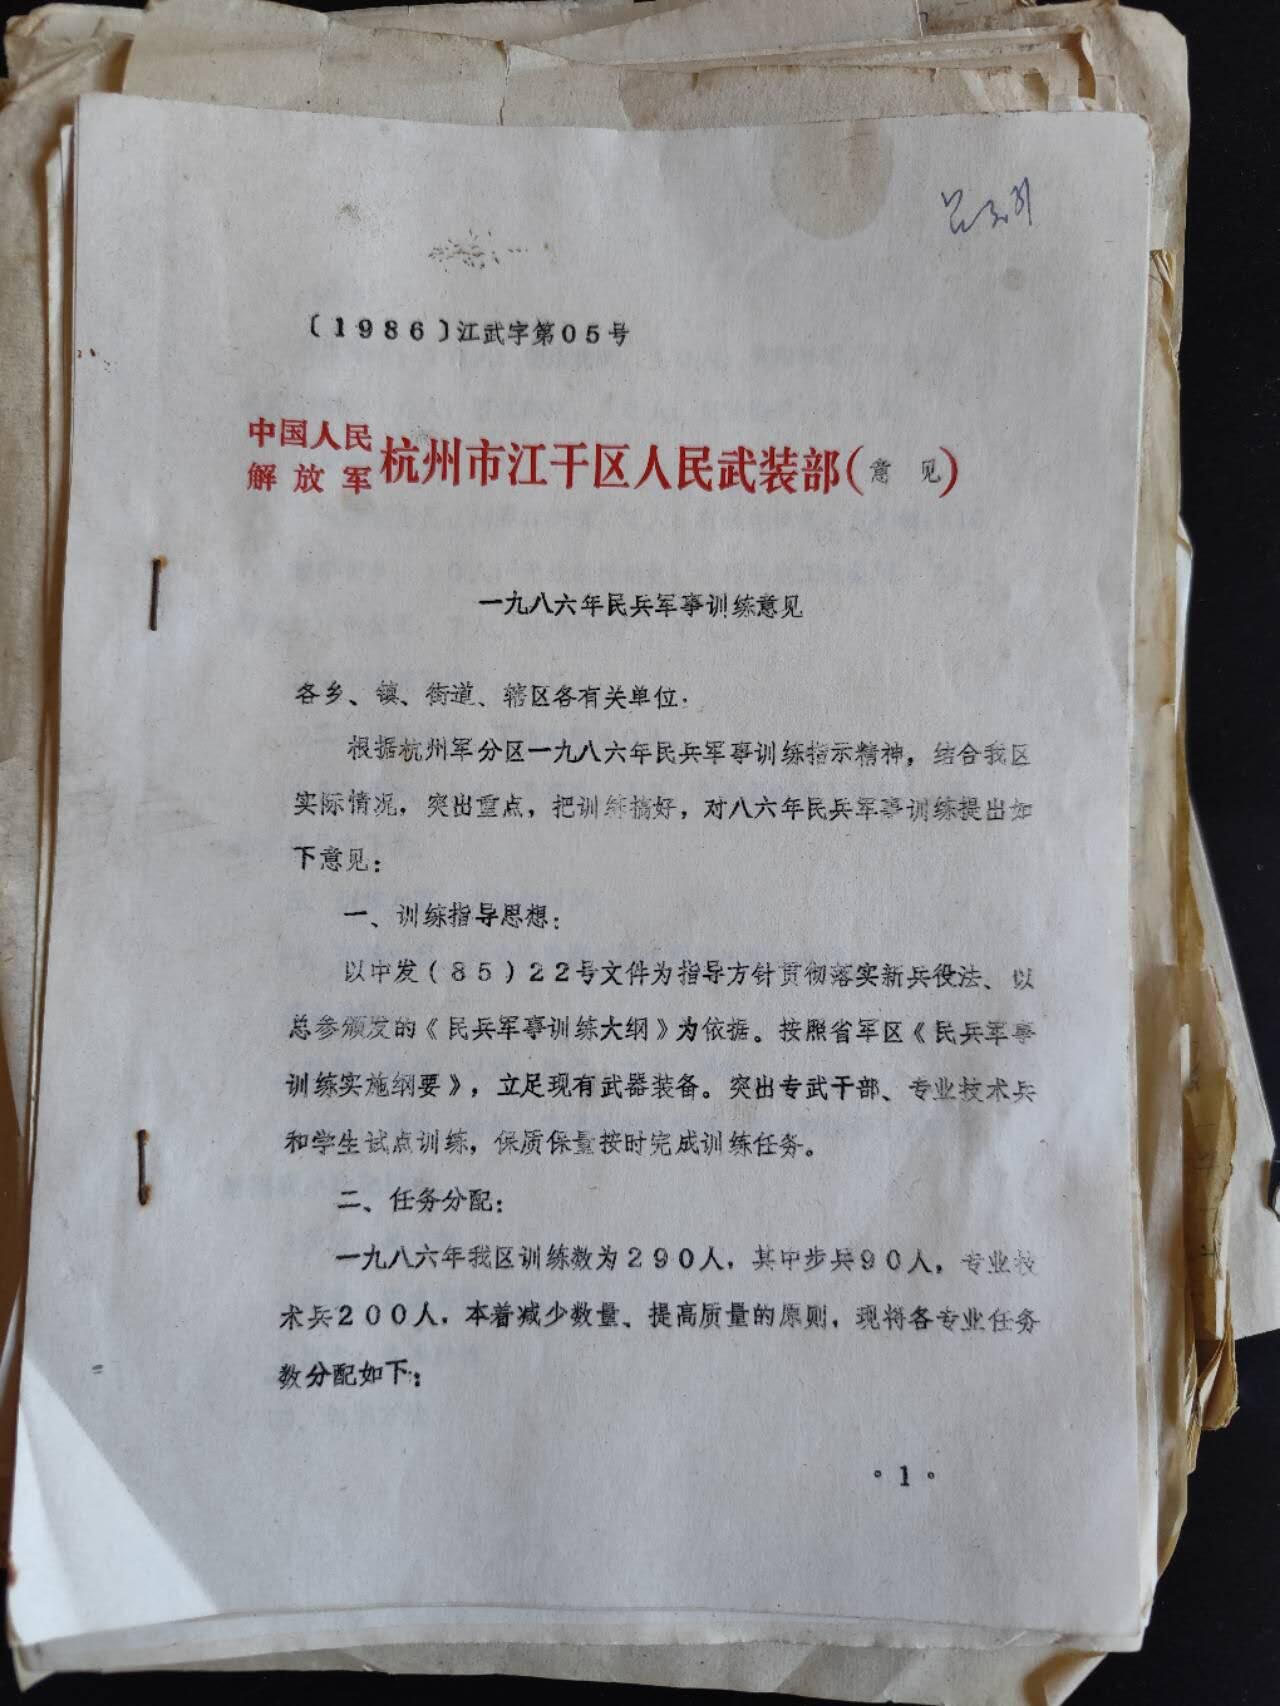 〔1986〕江武字第05号
中国人民解放军杭州市江干区人民武装部(意见)
一九八六年民兵军事训练意见
各乡、镇、街道、辖区各有关单位:
根据杭州军分区一九八六年民兵军事训练指示精神，结合我区
实际情况，突出重点，把训练搞好，对八六年民兵军事训练提出如
下意见:
一、训练指导思想:
以中发(85)22号文件为指导方针贯彻落实新兵役法、以
总参颁发的《民兵军事训练大纲》为依据。按照省军区《民兵军事
训练实施纲要》，立足现有武器装备。突出专武干部、专业技术兵
和学生试点训练，保质保量按时完成训练任务。
二、任务分配:
一九八六年我区训练数为290人，其中步兵90人，专业技
术兵200人，本着减少数量、提高质量的原则，现将各专业任务
数分配如下:
。1。